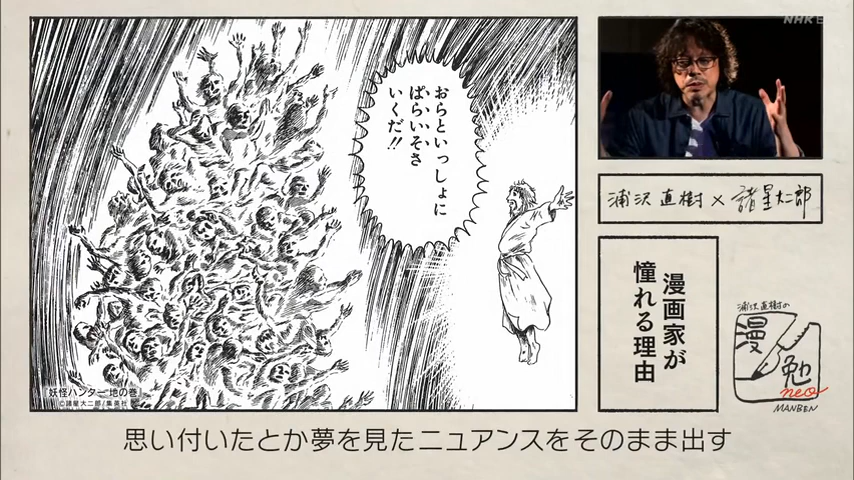 NHK E
おらといっしょに
ぱらいそさ
いくだ!!
妖怪ハンター 地の巻
©諸星大二郎/集英社
浦沢直樹×諸星大二郎
漫画家が
憧れる理由
浦沢直樹の
漫勉
neo
MANBEN
思い付いたとか夢を見たニュアンスをそのまま出す